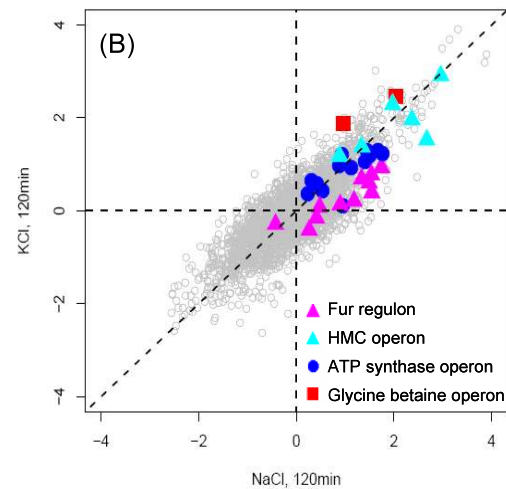 (B)
4
2
0
−2
−4
KCl, 120min
Fur regulon
HMC operon
ATP synthase operon
Glycine betaine operon
−4 −2 0 2 4
NaCl, 120min